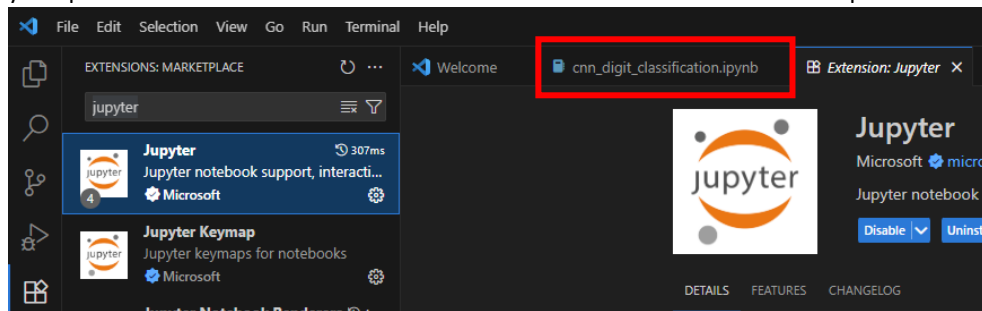 File Edit Selection View Go Run Terminal Help
EXTENSIONS: MARKETPLACE
Welcome
cnn_digit_classification.ipynb
Extension: Jupyter
jupyter
Jupyter 307ms
Jupyter notebook support, interacti...
Microsoft
jupyter
4
Jupyter Keymap
Jupyter keymaps for notebooks
Microsoft
jupyter
jupyter
Jupyter
Microsoft
Jupyter notebook
Disable
DETAILS FEATURES CHANGELOG